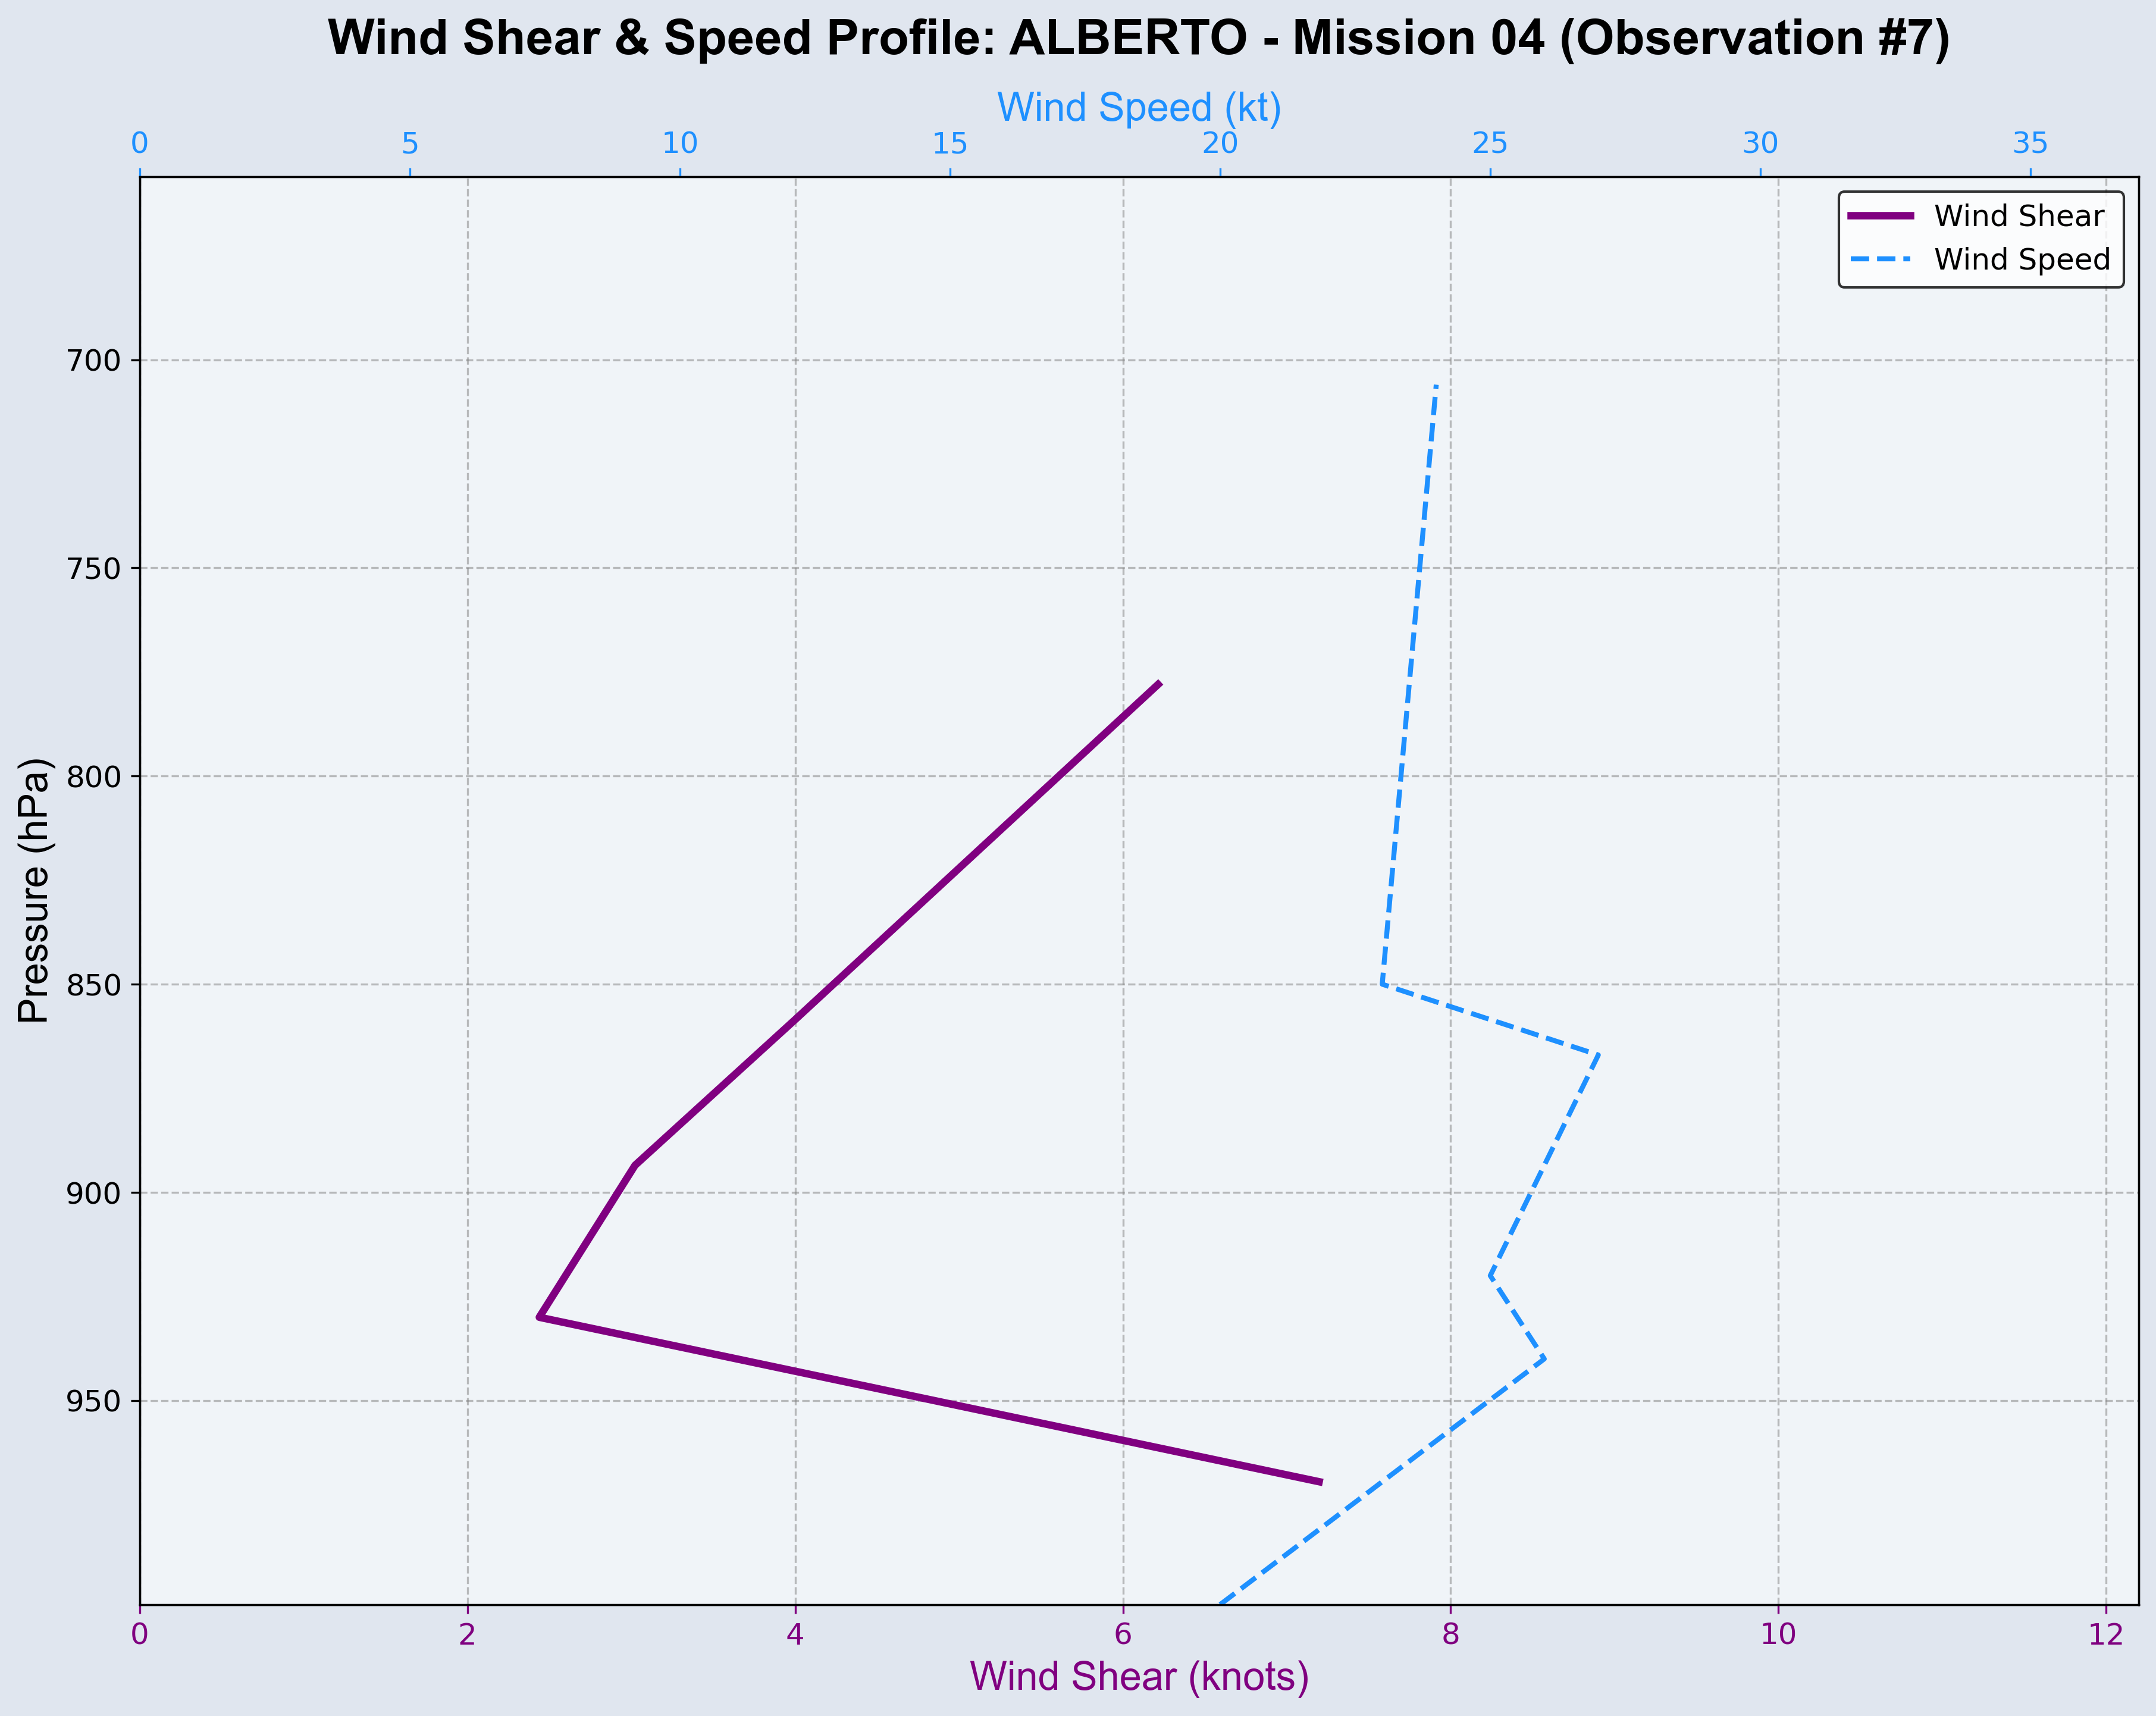 Wind Shear & Speed Profile: ALBERTO - Mission 04 (Observation #7)
Wind Speed (kt)
0 5 10 15 20 25 30 35
Wind Shear
Wind Speed
700
750
800
850
900
950
Pressure (hPa)
0 2 4 6 8 10 12
Wind Shear (knots)